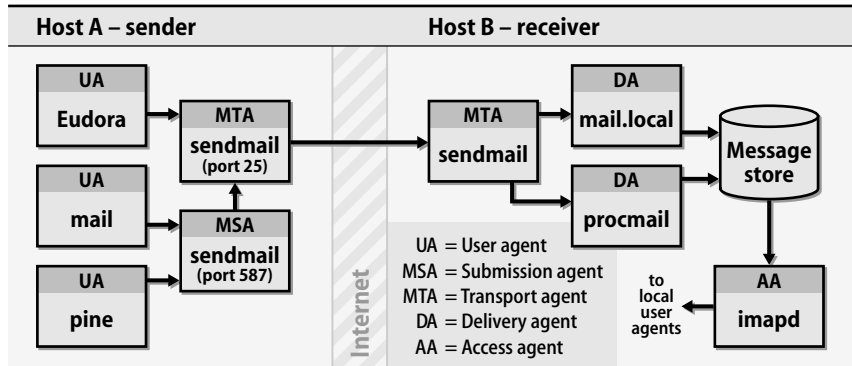 Host A – sender
Host B – receiver
UA
Eudora
UA
mail
UA
pine
MTA
sendmail
(port 25)
MSA
sendmail
(port 587)
Internet
MTA
sendmail
DA
mail.local
DA
procmail
Message
store
AA
imapd
to
local
user
agents
UA = User agent
MSA = Submission agent
MTA = Transport agent
DA = Delivery agent
AA = Access agent